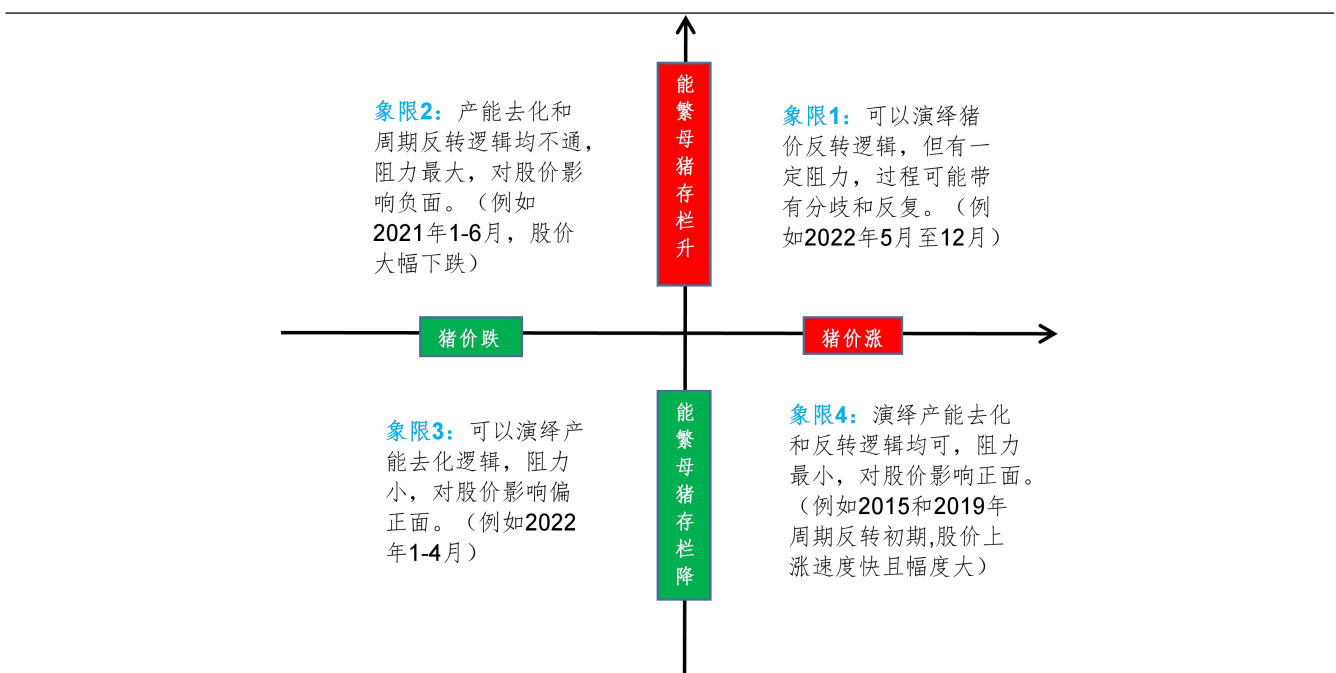 能繁母猪存栏升
象限2：产能去化和
周期反转逻辑均不通，
阻力最大，对股价影
响负面。（例如
2021年1-6月，股价
大幅下跌）
象限1：可以演绎猪
价反转逻辑，但有一
定阻力，过程可能带
有分歧和反复。（例
如2022年5月至12月）
猪价跌
猪价涨
象限3：可以演绎产
能去化逻辑，阻力
小，对股价影响偏
正面。（例如2022
年1-4月）
能繁母猪存栏降
象限4：演绎产能去化
和反转逻辑均可，阻力
最小，对股价影响正面。
（例如2015和2019年
周期反转初期,股价上
涨速度快且幅度大）